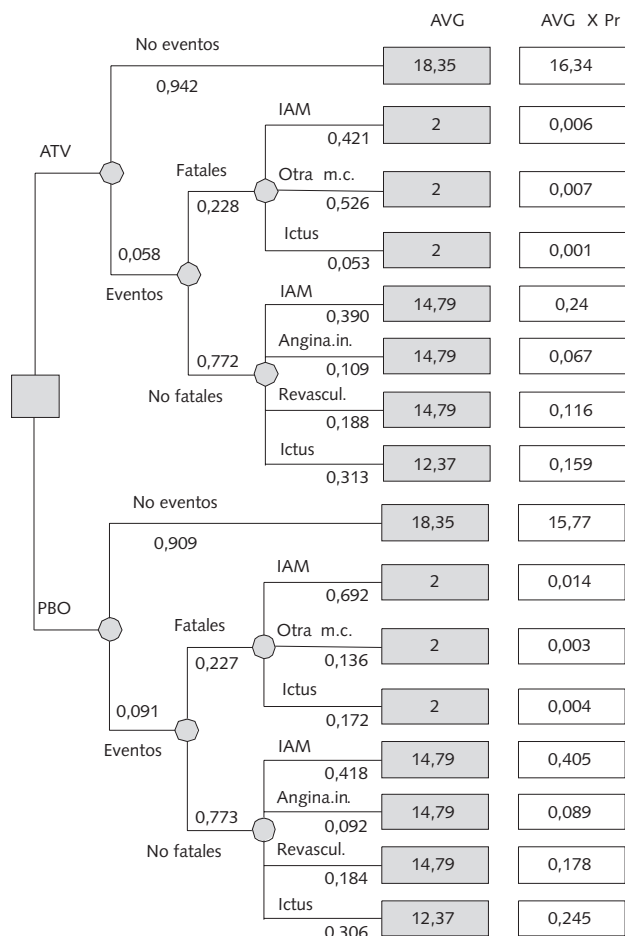 AVG AVG X Pr
No eventos 18,35 16,34
0,942
IAM 2 0,006
0,421
ATV
Fatales Otra m.c. 2 0,007
0,228 0,526
Ictus 2 0,001
0,058 0,053
Eventos IAM 14,79 0,24
0,390
Angina.in. 14,79 0,067
0,772 0,109
No fatales Revascul. 14,79 0,116
0,188
Ictus 12,37 0,159
0,313
No eventos 18,35 15,77
0,909
IAM 2 0,014
0,692
PBO
Fatales Otra m.c. 2 0,003
0,227 0,136
Ictus 2 0,004
0,091 0,172
Eventos IAM 14,79 0,405
0,418
Angina.in. 14,79 0,089
0,773 0,092
No fatales Revascul. 14,79 0,178
0,184
Ictus 12,37 0,245
0,306